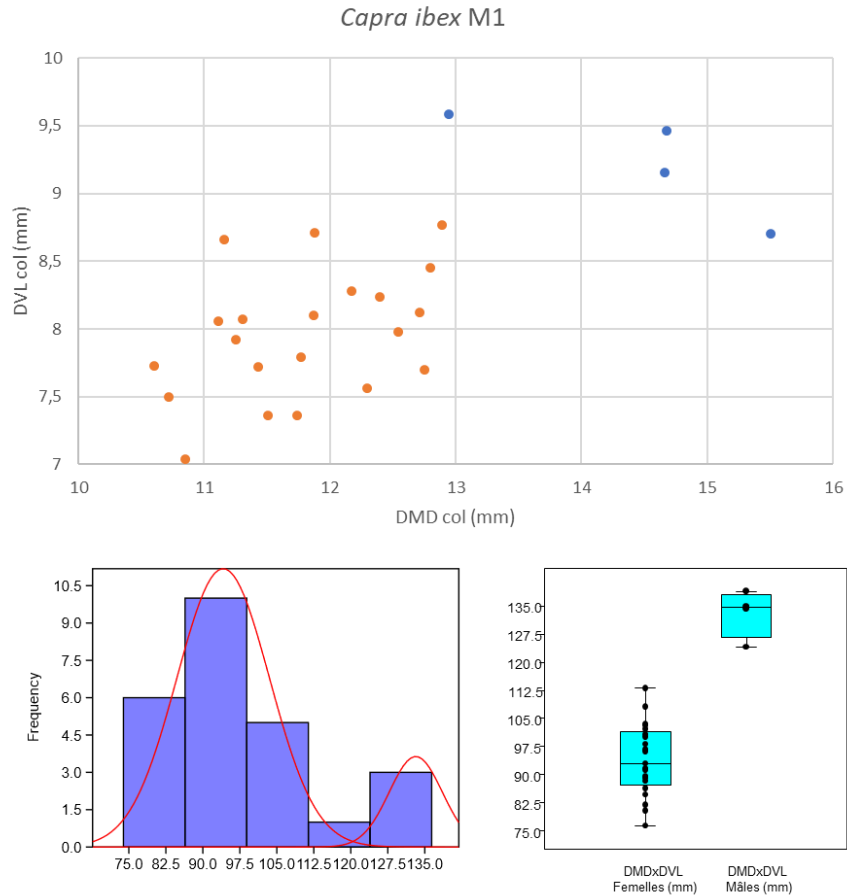 Capra ibex M1
10
9,5
9
8,5
8
7,5
7
DVL col (mm)
10 11 12 13 14 15 16
DMD col (mm)
10.5
9.0
7.5
6.0
4.5
3.0
1.5
0.0
Frequency
75.0 82.5 90.0 97.5 105.0 112.5 120.0 127.5 135.0
135.0
127.5
120.0
112.5
105.0
97.5
90.0
82.5
75.0
DMDxDVL
Femelles (mm)
DMDxDVL
Mâles (mm)